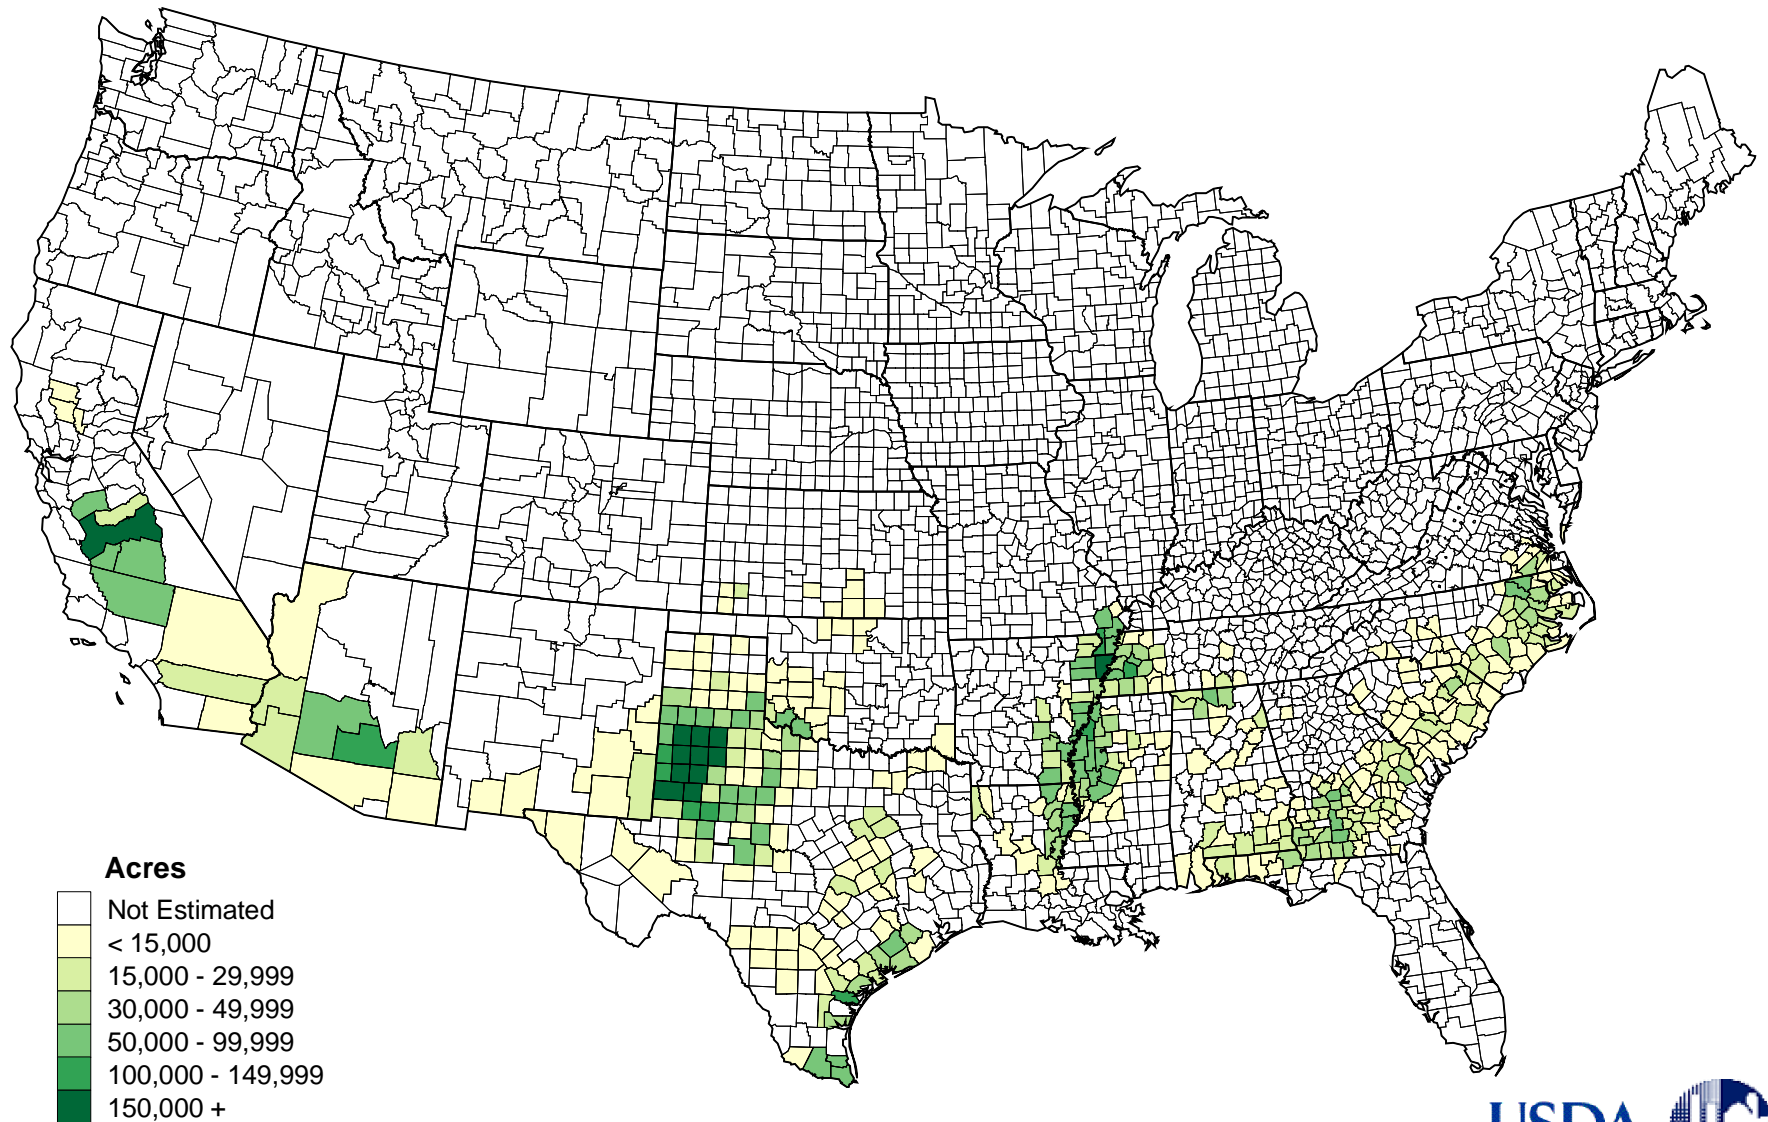 Acres
Not Estimated
< 15,000
15,000 - 29,999
30,000 - 49,999
50,000 - 99,999
100,000 - 149,999
150,000 +
USDA